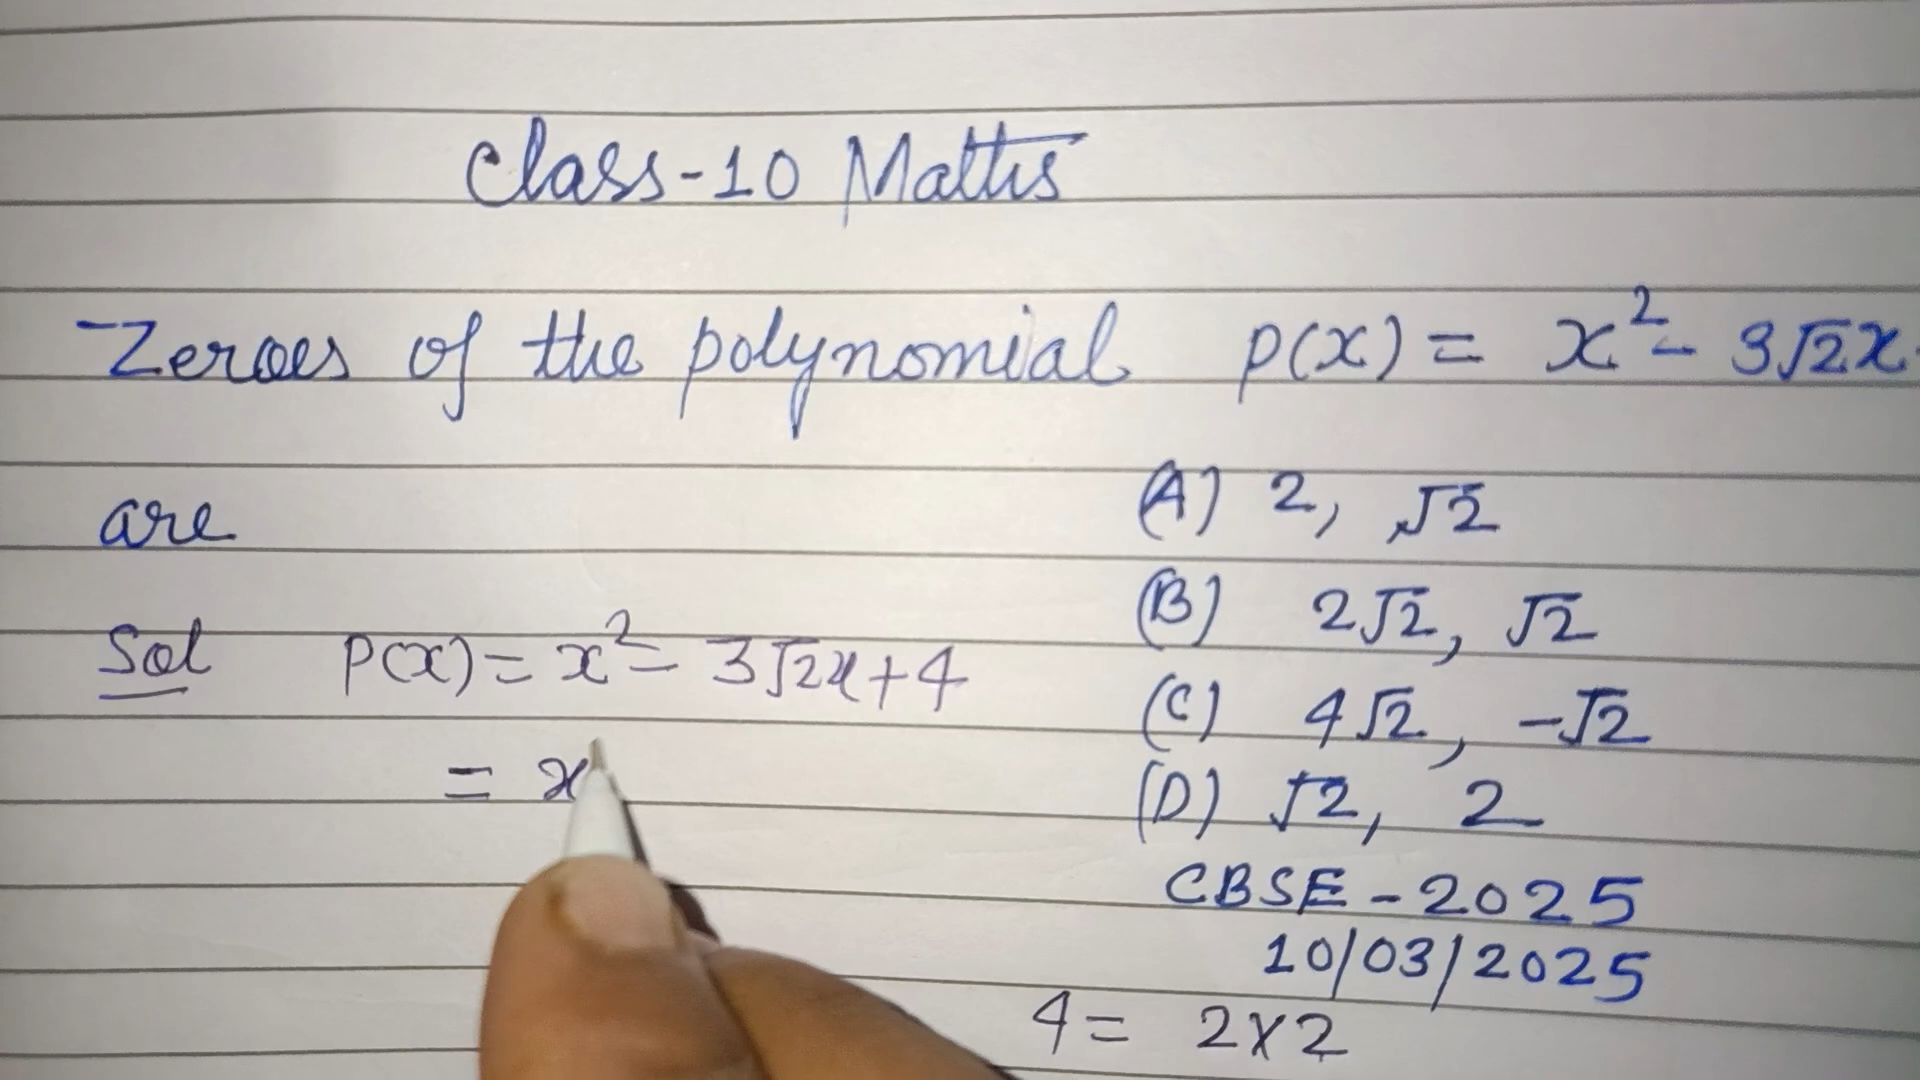 Class-10 Maths
Zeroes of the polynomial p(x) = x² - 3√2x
are
(A) 2, √2
(B) 2√2, √2
(C) 4√2, -√2
(D) √2, 2
CBSE - 2025
10/03/2025
Sol P(x) = x² - 3√2x + 4
= x
4 = 2×2